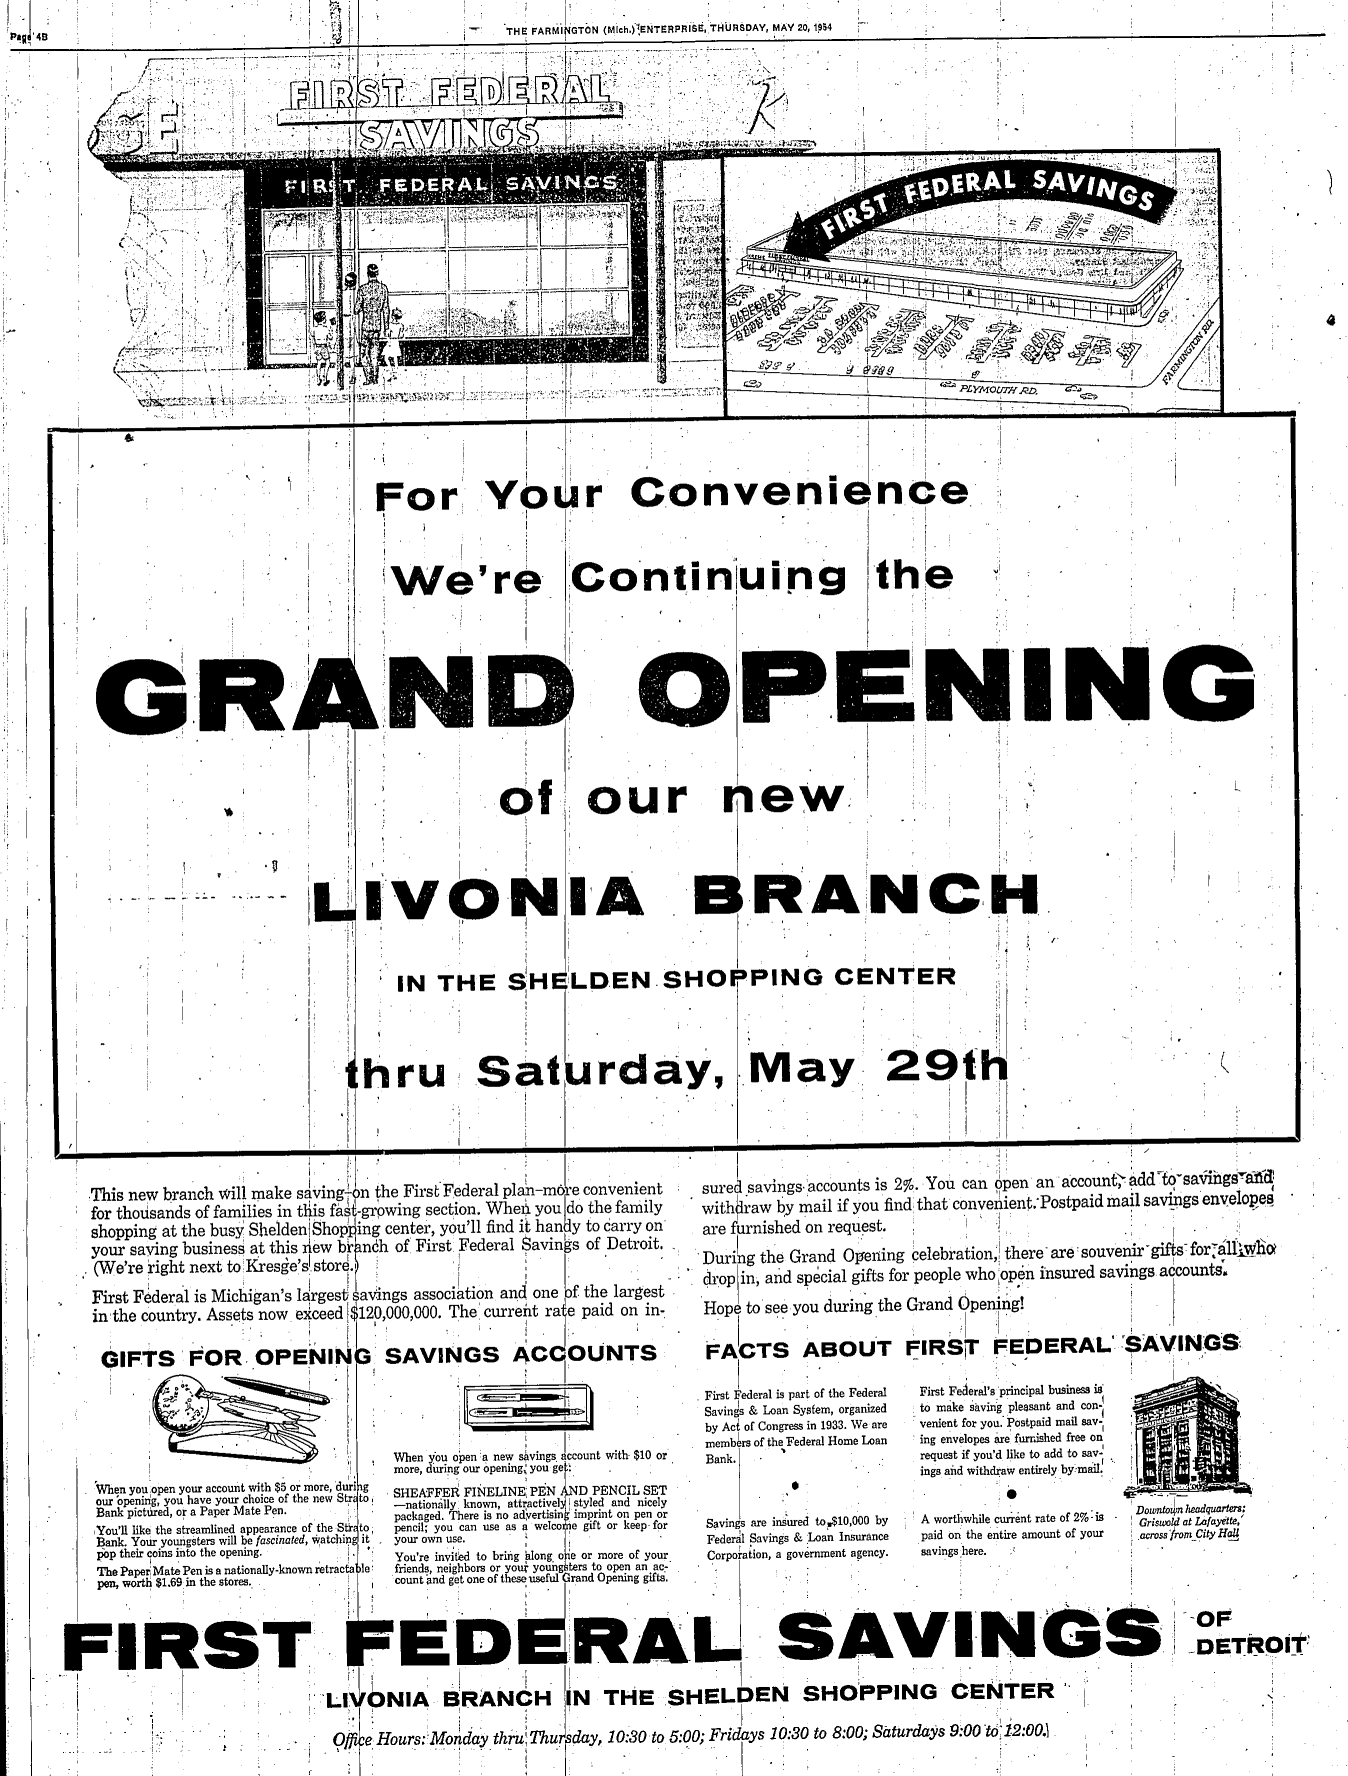 Page 4B
THE FARMINGTON (Mich.) ENTERPRISE, THURSDAY, MAY 20, 1954
GE
FIRST FEDERAL
SAVINGS
FIRST FEDERAL SAVINGS
FIRST FEDERAL SAVINGS
FARMINGTON RD.
PLYMOUTH RD.
For Your Convenience
We're Continuing the
GRAND OPENING
of our new
LIVONIA BRANCH
IN THE SHELDEN SHOPPING CENTER
thru Saturday, May 29th
This new branch will make saving on the First Federal plan more convenient
for thousands of families in this fast-growing section. When you do the family
shopping at the busy Shelden Shopping center, you'll find it handy to carry on
your saving business at this new branch of First Federal Savings of Detroit.
(We're right next to Kresge's store.)
First Federal is Michigan's largest savings association and one of the largest
in the country. Assets now exceed $120,000,000. The current rate paid on in-
sured savings accounts is 2%. You can open an account, add to savings and
withdraw by mail if you find that convenient. Postpaid mail savings envelopes
are furnished on request.
During the Grand Opening celebration, there are souvenir gifts for all who
drop in, and special gifts for people who open insured savings accounts.
Hope to see you during the Grand Opening!
GIFTS FOR OPENING SAVINGS ACCOUNTS
When you open your account with $5 or more, during
our opening, you have your choice of the new Strato
Bank pictured, or a Paper Mate Pen.
You'll like the streamlined appearance of the Strato
Bank. Your youngsters will be fascinated, watching it
pop their coins into the opening.
The Paper Mate Pen is a nationally-known retractable
pen, worth $1.69 in the stores.
When you open a new savings account with $10 or
more, during our opening, you get:
SHEAFFER FINELINE PEN AND PENCIL SET
—nationally known, attractively styled and nicely
packaged. There is no advertising imprint on pen or
pencil; you can use as a welcome gift or keep for
your own use.
You're invited to bring along one or more of your
friends, neighbors or your youngsters to open an ac-
count and get one of these useful Grand Opening gifts.
FACTS ABOUT FIRST FEDERAL SAVINGS
First Federal is part of the Federal
Savings & Loan System, organized
by Act of Congress in 1933. We are
members of the Federal Home Loan
Bank.
Savings are insured to $10,000 by
Federal Savings & Loan Insurance
Corporation, a government agency.
First Federal's principal business is
to make saving pleasant and con-
venient for you. Postpaid mail sav-
ing envelopes are furnished free on
request if you'd like to add to sav-
ings and withdraw entirely by mail.
A worthwhile current rate of 2% is
paid on the entire amount of your
savings here.
Downtown headquarters;
Griswold at Lafayette,
across from City Hall
FIRST FEDERAL SAVINGS OF
DETROIT
LIVONIA BRANCH IN THE SHELDEN SHOPPING CENTER
Office Hours: Monday thru Thursday, 10:30 to 5:00; Fridays 10:30 to 8:00; Saturdays 9:00 to 12:00.